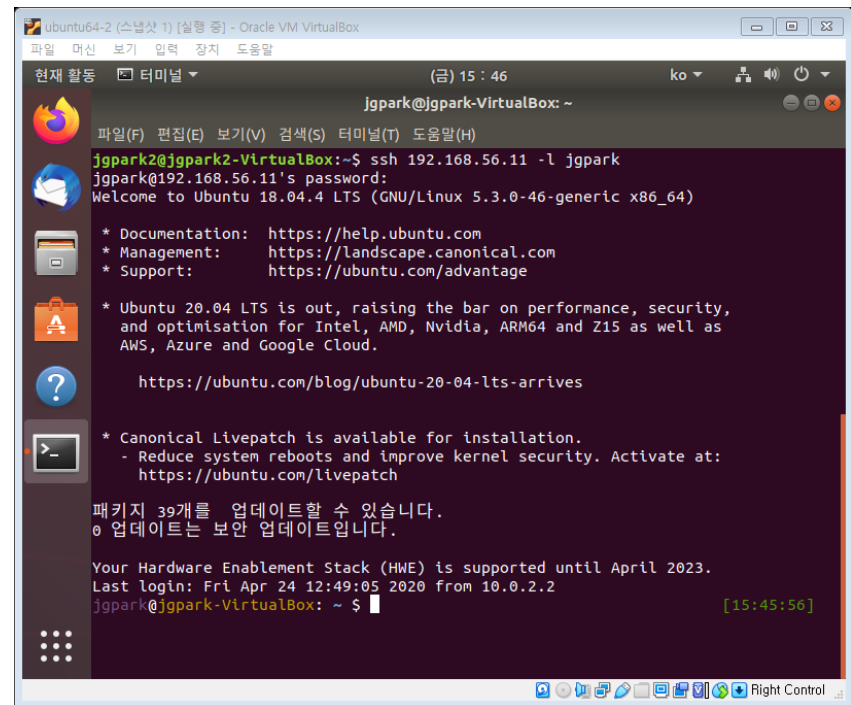 ubuntu64-2 (스냅샷 1) [실행 중] - Oracle VM VirtualBox
파일 머신 보기 입력 장치 도움말
현재 활동 터미널 (금) 15 : 46 ko
jgpark@jgpark-VirtualBox: ~
파일(F) 편집(E) 보기(V) 검색(S) 터미널(T) 도움말(H)
jgpark2@jgpark2-VirtualBox:~$ ssh 192.168.56.11 -l jgpark
jgpark@192.168.56.11's password:
Welcome to Ubuntu 18.04.4 LTS (GNU/Linux 5.3.0-46-generic x86_64)
* Documentation: https://help.ubuntu.com
* Management: https://landscape.canonical.com
* Support: https://ubuntu.com/advantage
* Ubuntu 20.04 LTS is out, raising the bar on performance, security,
and optimisation for Intel, AMD, Nvidia, ARM64 and Z15 as well as
AWS, Azure and Google Cloud.
https://ubuntu.com/blog/ubuntu-20-04-lts-arrives
* Canonical Livepatch is available for installation.
- Reduce system reboots and improve kernel security. Activate at:
https://ubuntu.com/livepatch
패키지 39개를 업데이트할 수 있습니다.
0 업데이트는 보안 업데이트입니다.
Your Hardware Enablement Stack (HWE) is supported until April 2023.
Last login: Fri Apr 24 12:49:05 2020 from 10.0.2.2
jgpark@jgpark-VirtualBox: ~ $ [15:45:56]
Right Control